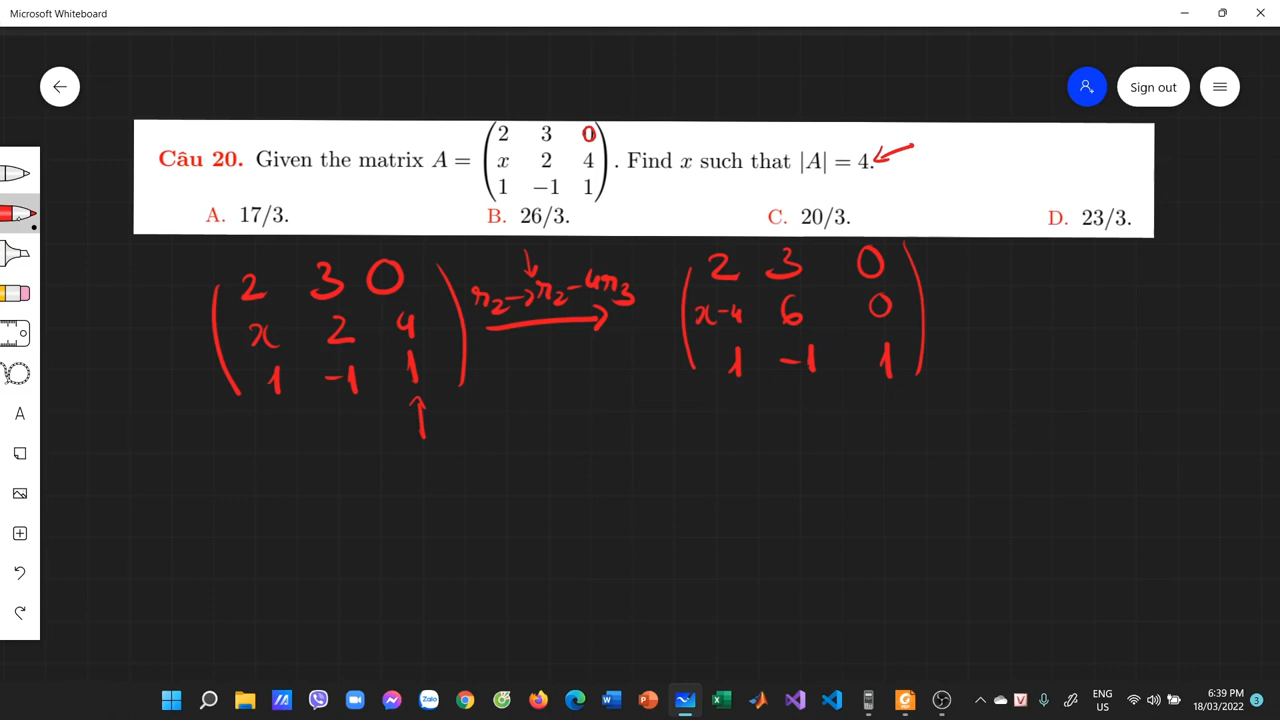 Microsoft Whiteboard
Sign out
Câu 20. Given the matrix A = (2 3 0
x 2 4
1 −1 1). Find x such that |A| = 4.
A. 17/3. B. 26/3. C. 20/3. D. 23/3.
2 3 0
x 2 4
1 -1 1
r2→r2-4r3
2 3 0
x-4 6 0
1 -1 1
A
Zalo
ENG
US
6:39 PM
18/03/2022
3